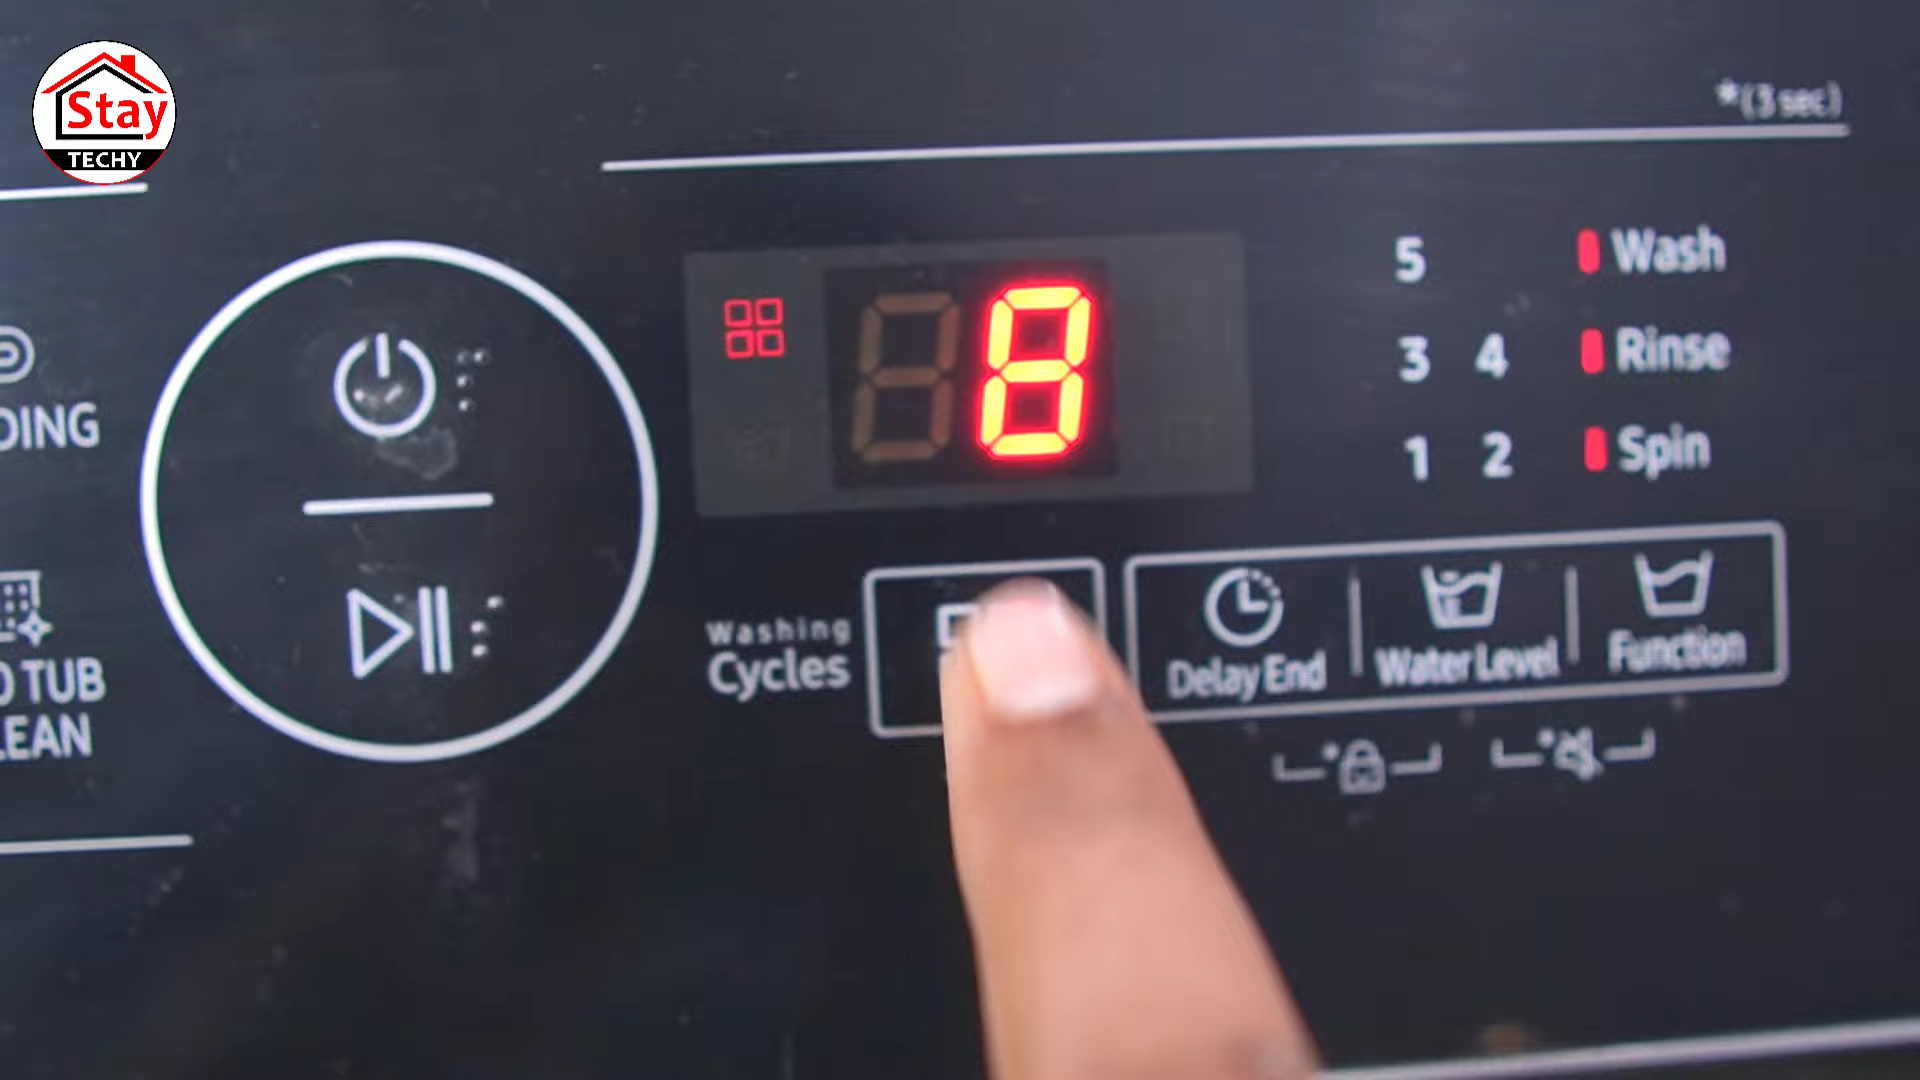 Stay
TECHY
*(3 sec)
DING
TUB
LEAN
8
5
3 4
1 2
Wash
Rinse
Spin
Washing
Cycles
Delay End
Water Level
Function